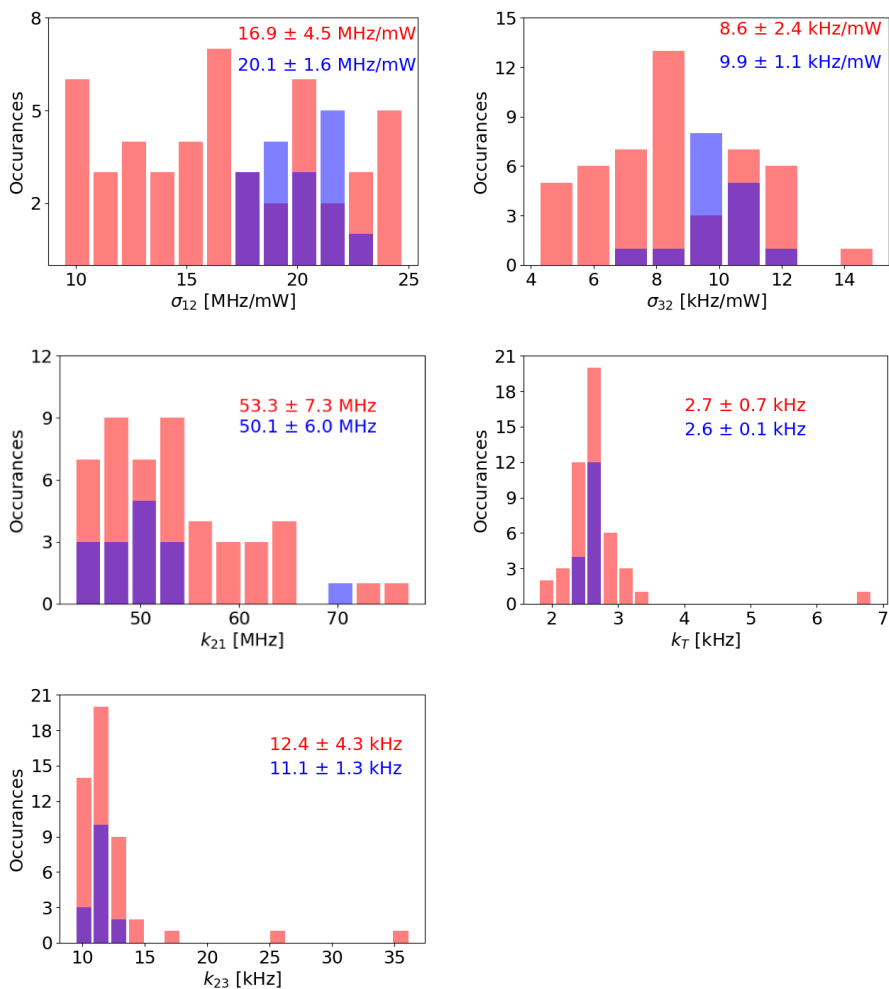 8
5
2
Occurances
16.9 ± 4.5 MHz/mW
20.1 ± 1.6 MHz/mW
10 15 20 25
σ12 [MHz/mW]
15
12
9
6
3
0
Occurances
8.6 ± 2.4 kHz/mW
9.9 ± 1.1 kHz/mW
4 6 8 10 12 14
σ32 [kHz/mW]
12
9
6
3
0
Occurances
53.3 ± 7.3 MHz
50.1 ± 6.0 MHz
50 60 70
k21 [MHz]
21
18
15
12
9
6
3
0
Occurances
2.7 ± 0.7 kHz
2.6 ± 0.1 kHz
2 3 4 5 6 7
kT [kHz]
21
18
15
12
9
6
3
0
Occurances
12.4 ± 4.3 kHz
11.1 ± 1.3 kHz
10 15 20 25 30 35
k23 [kHz]